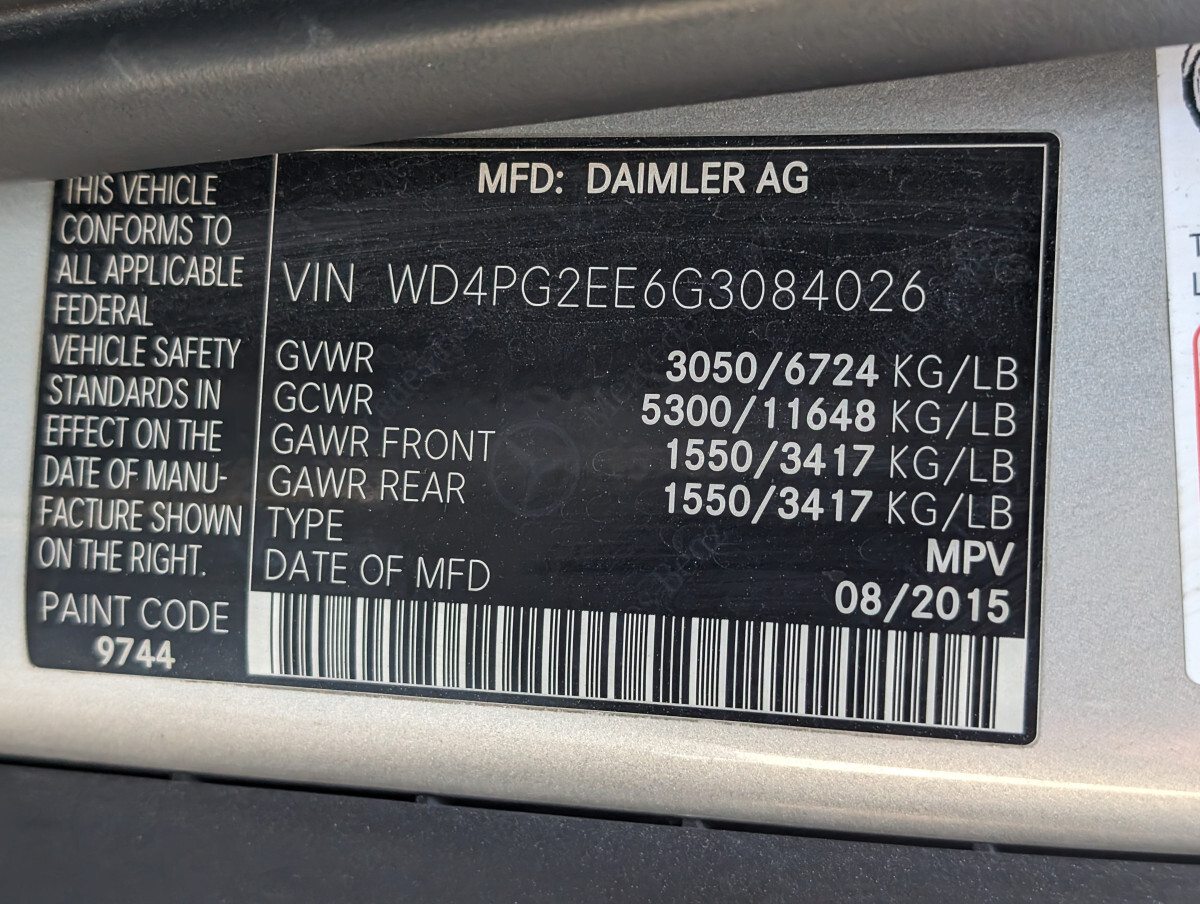 MFD: DAIMLER AG
THIS VEHICLE
CONFORMS TO
ALL APPLICABLE
FEDERAL
VEHICLE SAFETY
STANDARDS IN
EFFECT ON THE
DATE OF MANU-
FACTURE SHOWN
ON THE RIGHT.
PAINT CODE
9744
VIN WD4PG2EE6G3084026
GVWR 3050/6724 KG/LB
GCWR 5300/11648 KG/LB
GAWR FRONT 1550/3417 KG/LB
GAWR REAR 1550/3417 KG/LB
TYPE MPV
DATE OF MFD 08/2015